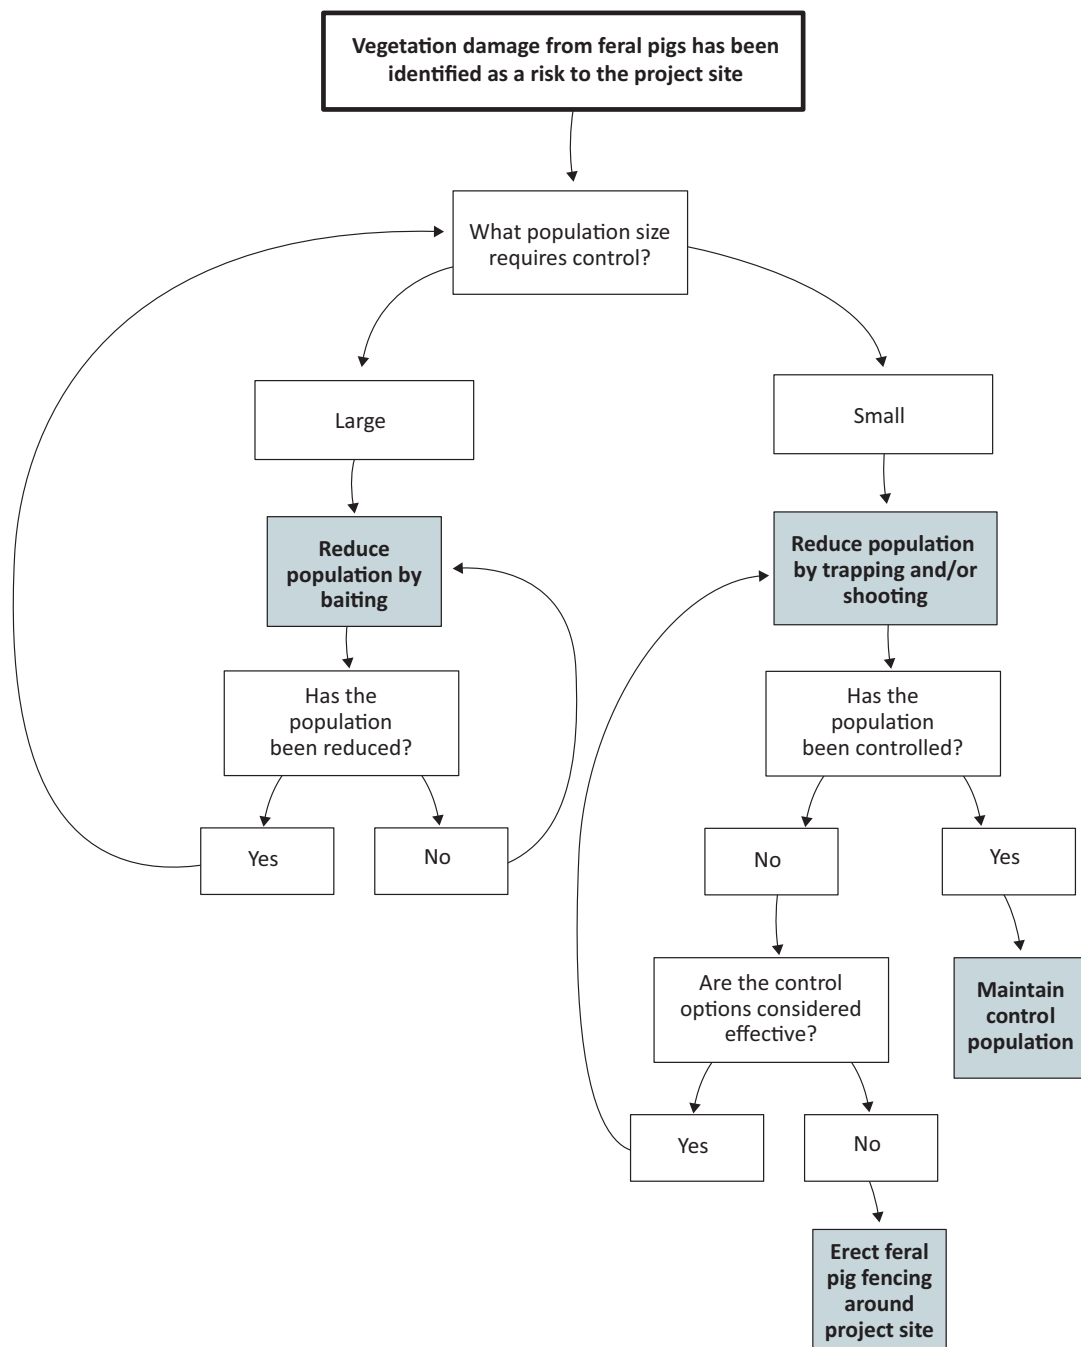 Vegetation damage from feral pigs has been
identified as a risk to the project site
What population size
requires control?
Large
Small
Reduce
population by
baiting
Reduce population
by trapping and/or
shooting
Has the
population
been reduced?
Has the
population
been controlled?
Yes
No
No
Yes
Are the control
options considered
effective?
Maintain
control
population
Yes
No
Erect feral
pig fencing
around
project site